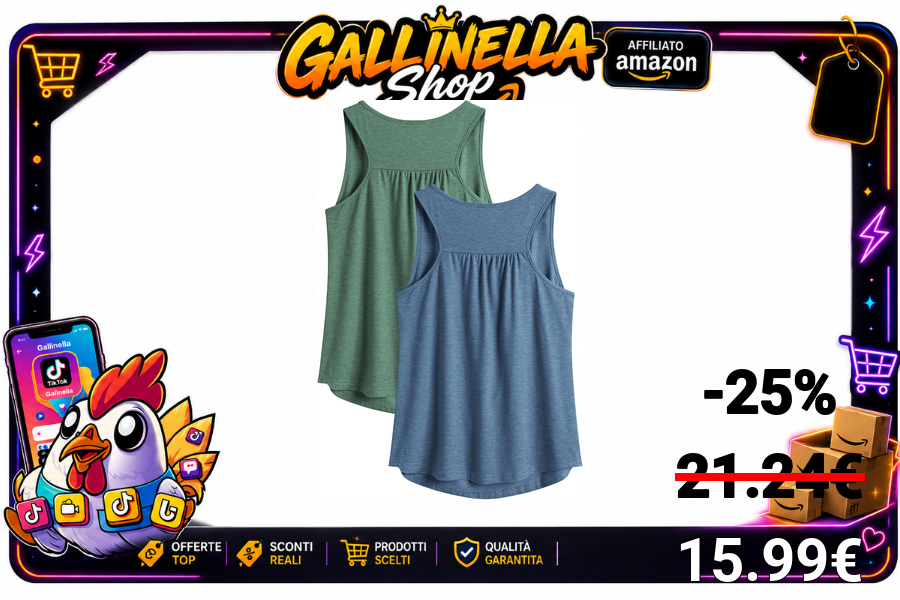 GALLINELLA
Shop
AFFILIATO
amazon
Gallinella
TikTok
Gallinella
-25%
21.24€
15.99€
OFFERTE
TOP
SCONTI
REALI
PRODOTTI
SCELTI
QUALITÀ
GARANTITA